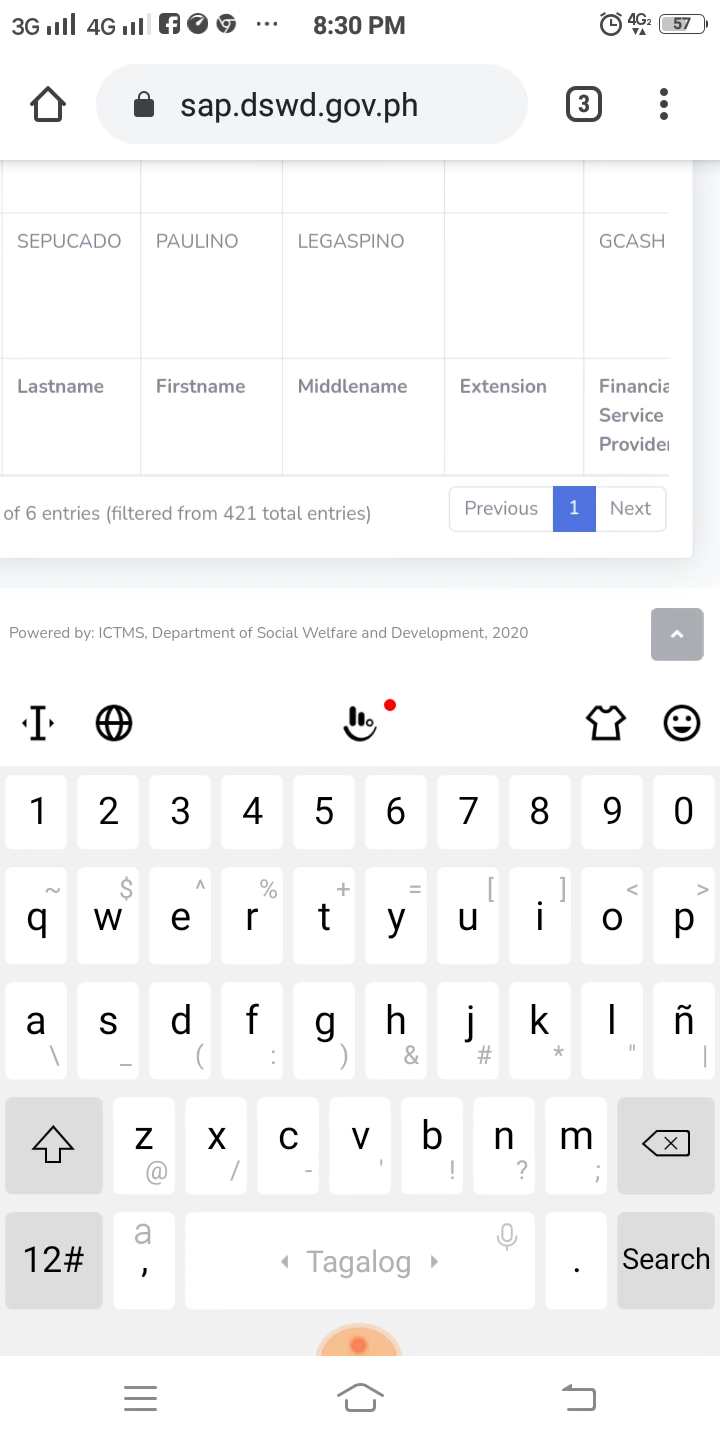 3G 4G ... 8:30 PM 4G2 57
sap.dswd.gov.ph 3
SEPUCADO PAULINO LEGASPINO GCASH
Lastname Firstname Middlename Extension Financia
Service
Provider
of 6 entries (filtered from 421 total entries) Previous 1 Next
Powered by: ICTMS, Department of Social Welfare and Development, 2020
1 2 3 4 5 6 7 8 9 0
~ $ ^ % + = [ ] < >
q w e r t y u i o p
a s d f g h j k l ñ
\ _ ( : ) & # * " |
z x c v b n m
@ / - ' ! ? ;
12# a , Tagalog . Search